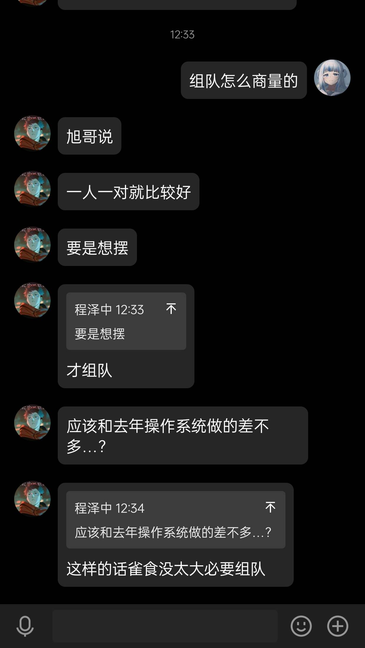 12:33
组队怎么商量的
旭哥说
一人一对就比较好
要是想摆
程泽中 12:33
要是想摆
才组队
应该和去年操作系统做的差不
多...?
程泽中 12:34
应该和去年操作系统做的差不多...?
这样的话雀食没太大必要组队